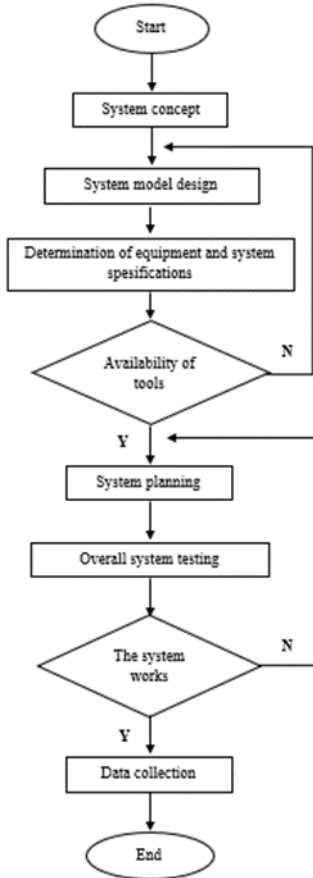 Start
System concept
System model design
Determination of equipment and system
spesifications
Availability of
tools
N
Y
System planning
Overall system testing
The system
works
N
Y
Data collection
End